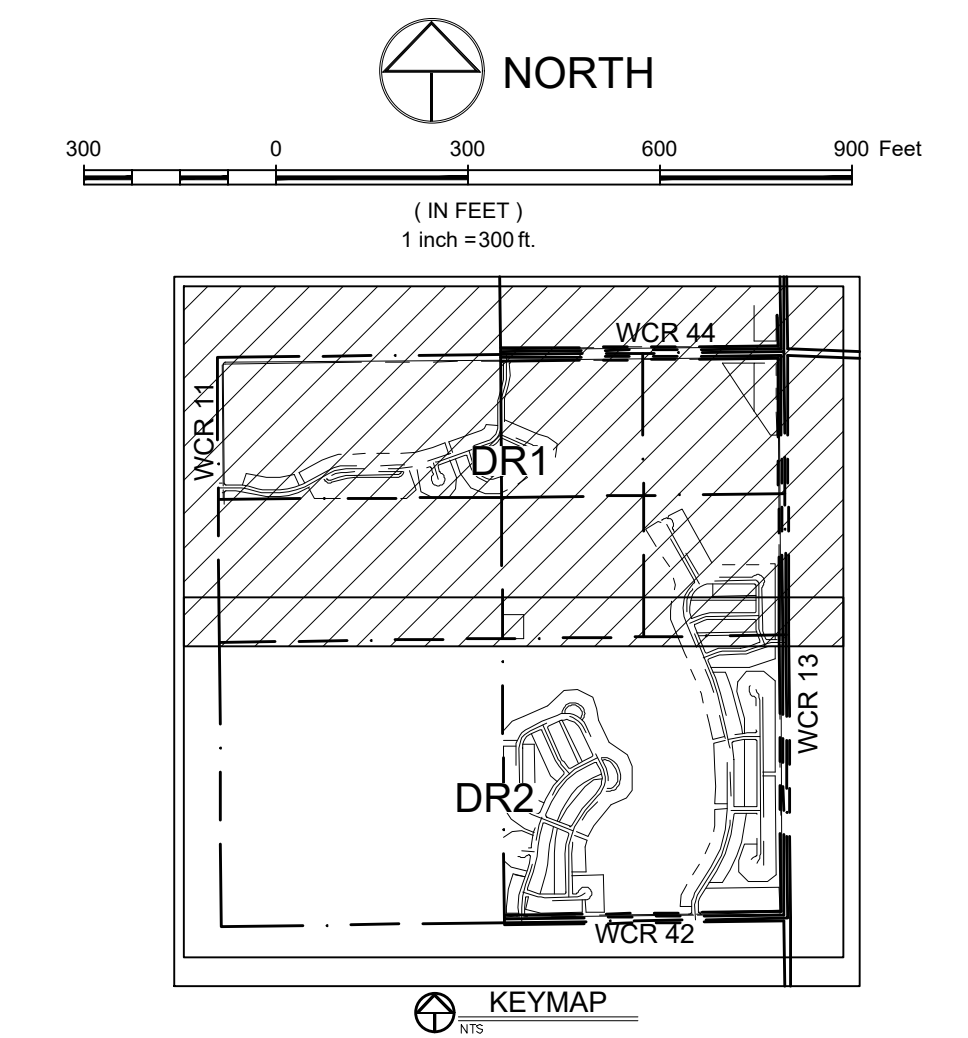 NORTH
300 0 300 600 900 Feet
( IN FEET )
1 inch =300 ft.
WCR 44
WCR 11
DR1
WCR 13
DR2
WCR 42
KEYMAP
NTS